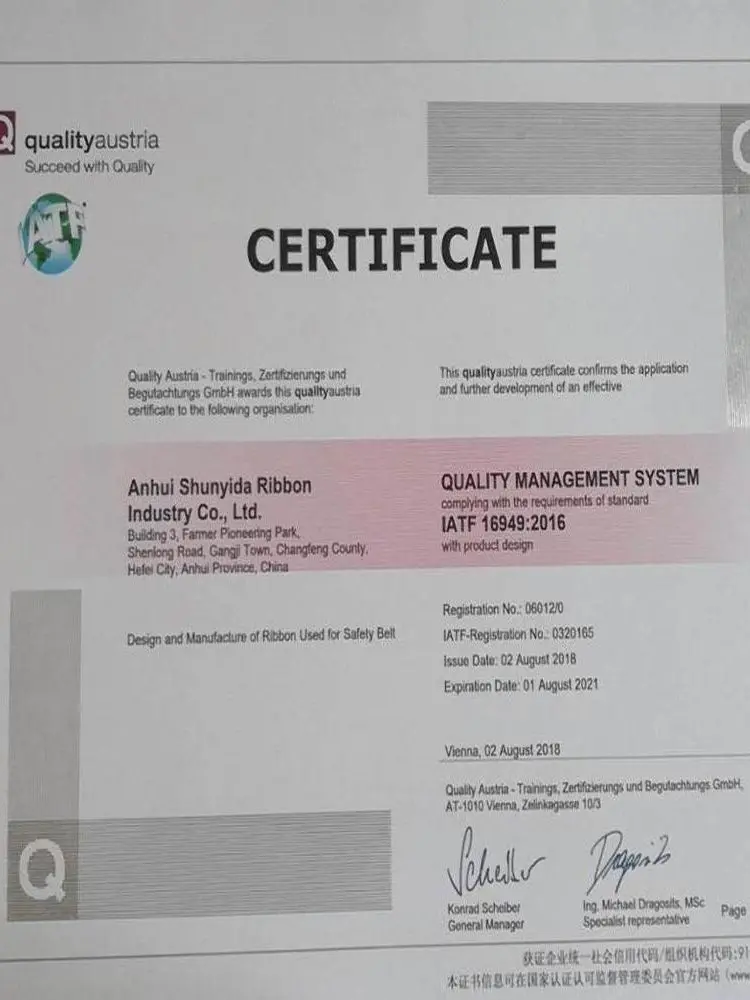 Q
qualityaustria
Succeed with Quality
IATF
CERTIFICATE
Quality Austria - Trainings, Zertifizierungs und
Begutachtungs GmbH awards this qualityaustria
certificate to the following organisation:
This qualityaustria certificate confirms the application
and further development of an effective
Anhui Shunyida Ribbon
Industry Co., Ltd.
Building 3, Farmer Pioneering Park,
Shenlong Road, Gangji Town, Changfeng County,
Hefei City, Anhui Province, China
QUALITY MANAGEMENT SYSTEM
complying with the requirements of standard
IATF 16949:2016
with product design
Design and Manufacture of Ribbon Used for Safety Belt
Registration No.: 06012/0
IATF-Registration No.: 0320165
Issue Date: 02 August 2018
Expiration Date: 01 August 2021
Vienna, 02 August 2018
Quality Austria - Trainings, Zertifizierungs und Begutachtungs GmbH,
AT-1010 Vienna, Zelinkagasse 10/3
Q
Scheiber
Dragosits
Konrad Scheiber
General Manager
Ing. Michael Dragosits, MSc
Specialist representative
Page
获证企业统一社会信用代码/组织机构代码:91
本证书信息可在国家认证认可监督管理委员会官方网站(www